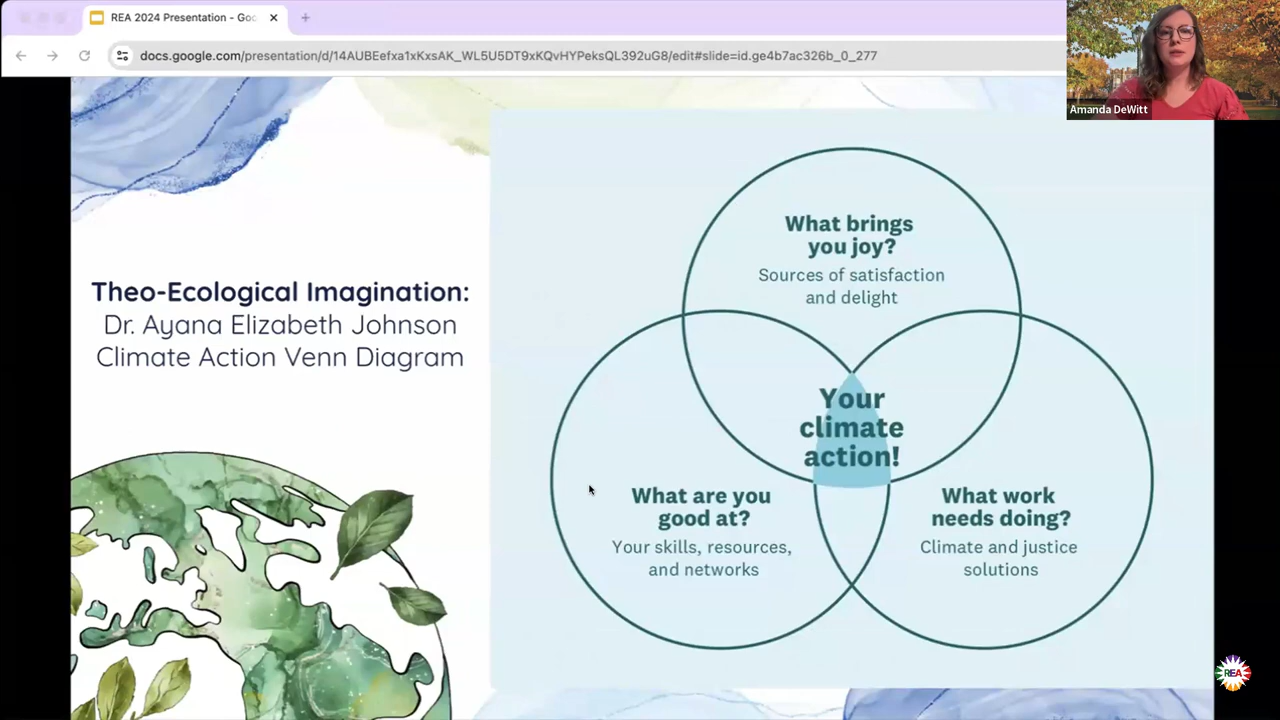 REA 2024 Presentation - Goo
docs.google.com/presentation/d/14AUBEefxa1xKxsAK_WL5U5DT9xKQvHYPeksQL392uG8/edit#slide=id.ge4b7ac326b_0_277
Amanda DeWitt
Theo-Ecological Imagination:
Dr. Ayana Elizabeth Johnson
Climate Action Venn Diagram
What brings
you joy?
Sources of satisfaction
and delight
Your
climate
action!
What are you
good at?
Your skills, resources,
and networks
What work
needs doing?
Climate and justice
solutions
REA